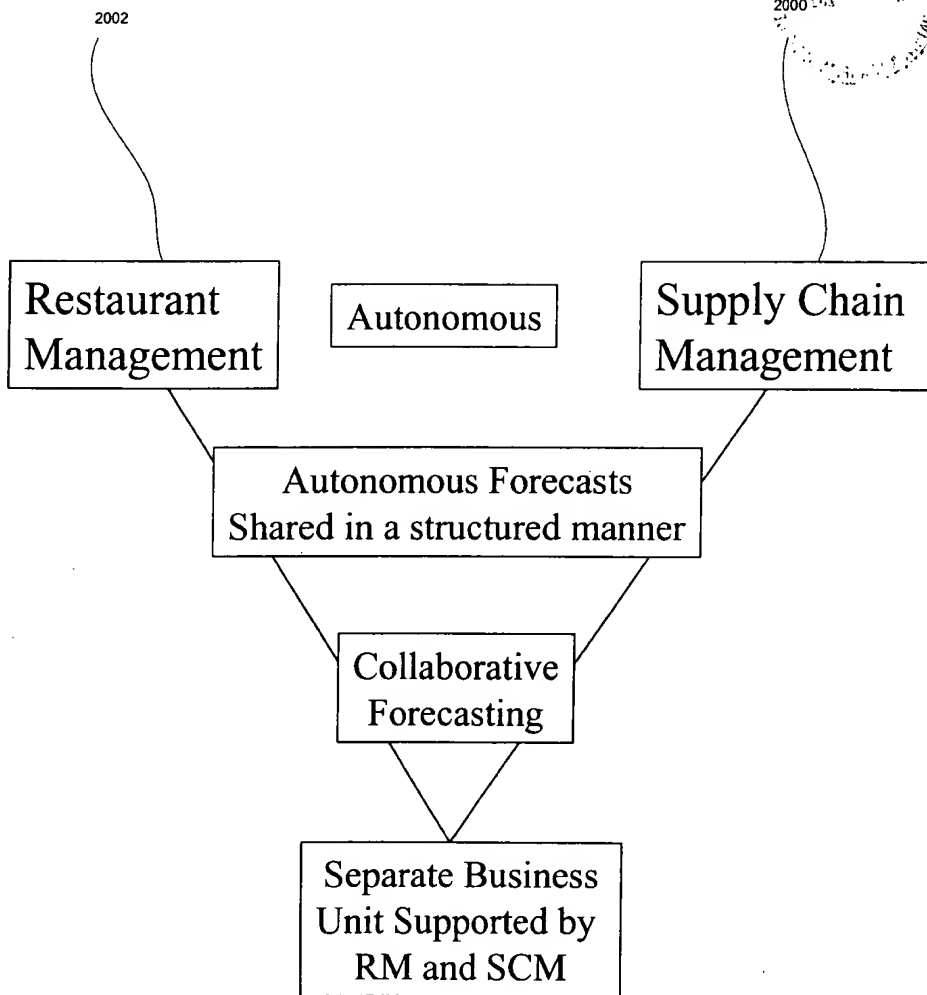 2002
2000
Restaurant
Management
Autonomous
Supply Chain
Management
Autonomous Forecasts
Shared in a structured manner
Collaborative
Forecasting
Separate Business
Unit Supported by
RM and SCM